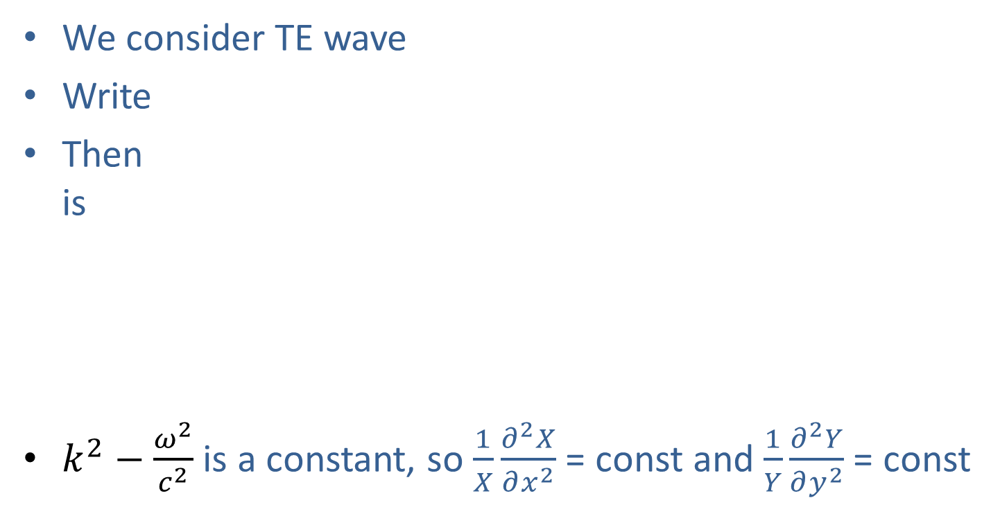 • We consider TE wave
• Write
• Then
is
• $k^2 - \frac{\omega^2}{c^2}$ is a constant, so $\frac{1}{X}\frac{\partial^2 X}{\partial x^2}$ = const and $\frac{1}{Y}\frac{\partial^2 Y}{\partial y^2}$ = const